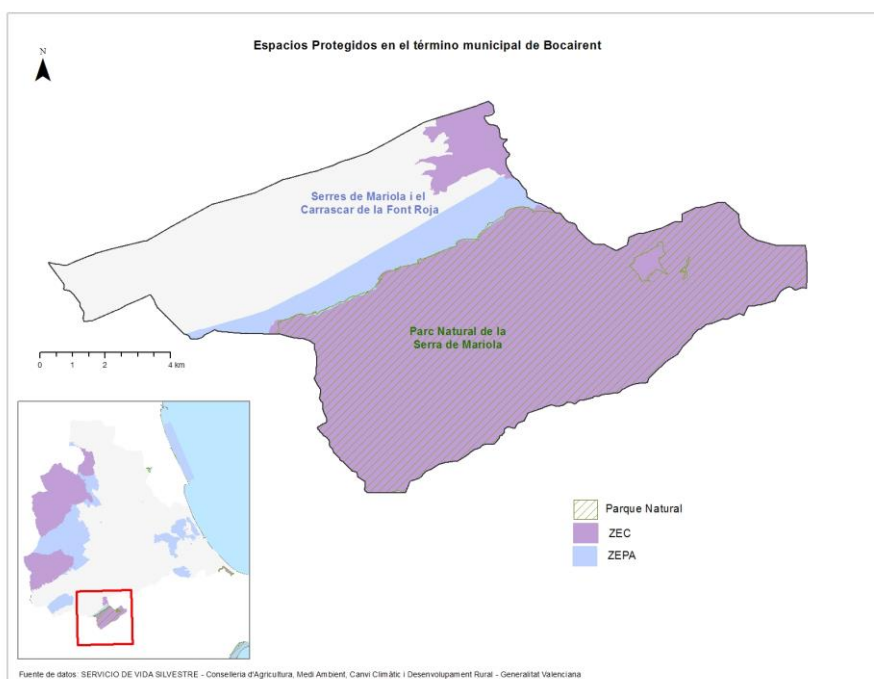 Espacios Protegidos en el término municipal de Bocairent
N
Serres de Mariola i el
Carrascar de la Font Roja
Parc Natural de la
Serra de Mariola
0 1 2 4 km
Parque Natural
ZEC
ZEPA
Fuente de datos: SERVICIO DE VIDA SILVESTRE - Conselleria d'Agricultura, Medi Ambient, Canvi Climàtic i Desenvolupament Rural - Generalitat Valenciana